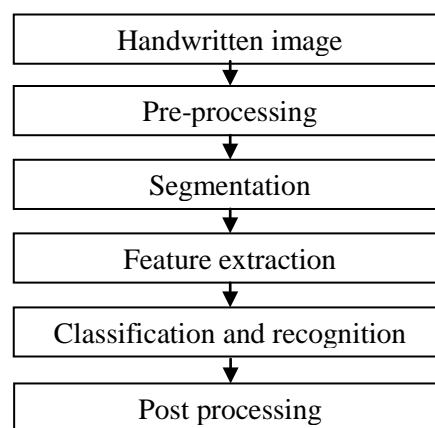 Handwritten image
Pre-processing
Segmentation
Feature extraction
Classification and recognition
Post processing